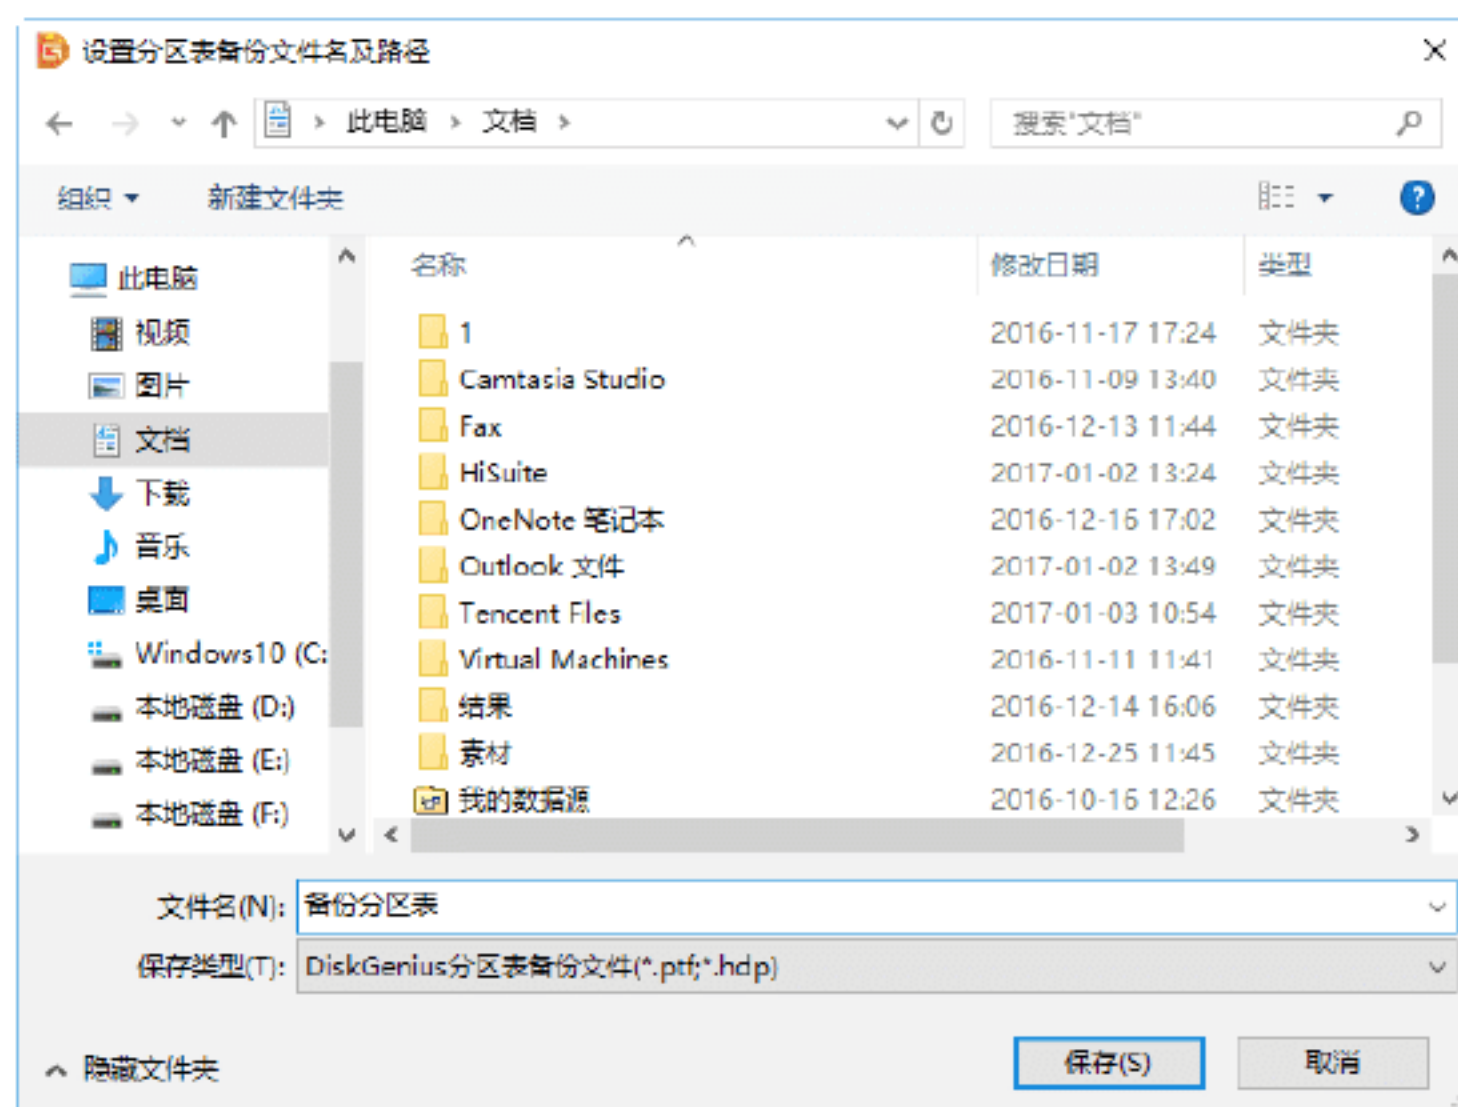 设置分区表备份文件名及路径
此电脑 > 文档 >
搜索"文档"
组织 新建文件夹
名称 修改日期 类型
此电脑
视频
图片
文档
下载
音乐
桌面
Windows10 (C:
本地磁盘 (D:)
本地磁盘 (E:)
本地磁盘 (F:)
1 2016-11-17 17:24 文件夹
Camtasia Studio 2016-11-09 13:40 文件夹
Fax 2016-12-13 11:44 文件夹
HiSuite 2017-01-02 13:24 文件夹
OneNote 笔记本 2016-12-16 17:02 文件夹
Outlook 文件 2017-01-02 13:49 文件夹
Tencent Files 2017-01-03 10:54 文件夹
Virtual Machines 2016-11-11 11:41 文件夹
结果 2016-12-14 16:06 文件夹
素材 2016-12-25 11:45 文件夹
我的数据源 2016-10-16 12:26 文件夹
文件名(N): 备份分区表
保存类型(T): DiskGenius分区表备份文件(*.ptf;*.hdp)
隐藏文件夹
保存(S) 取消